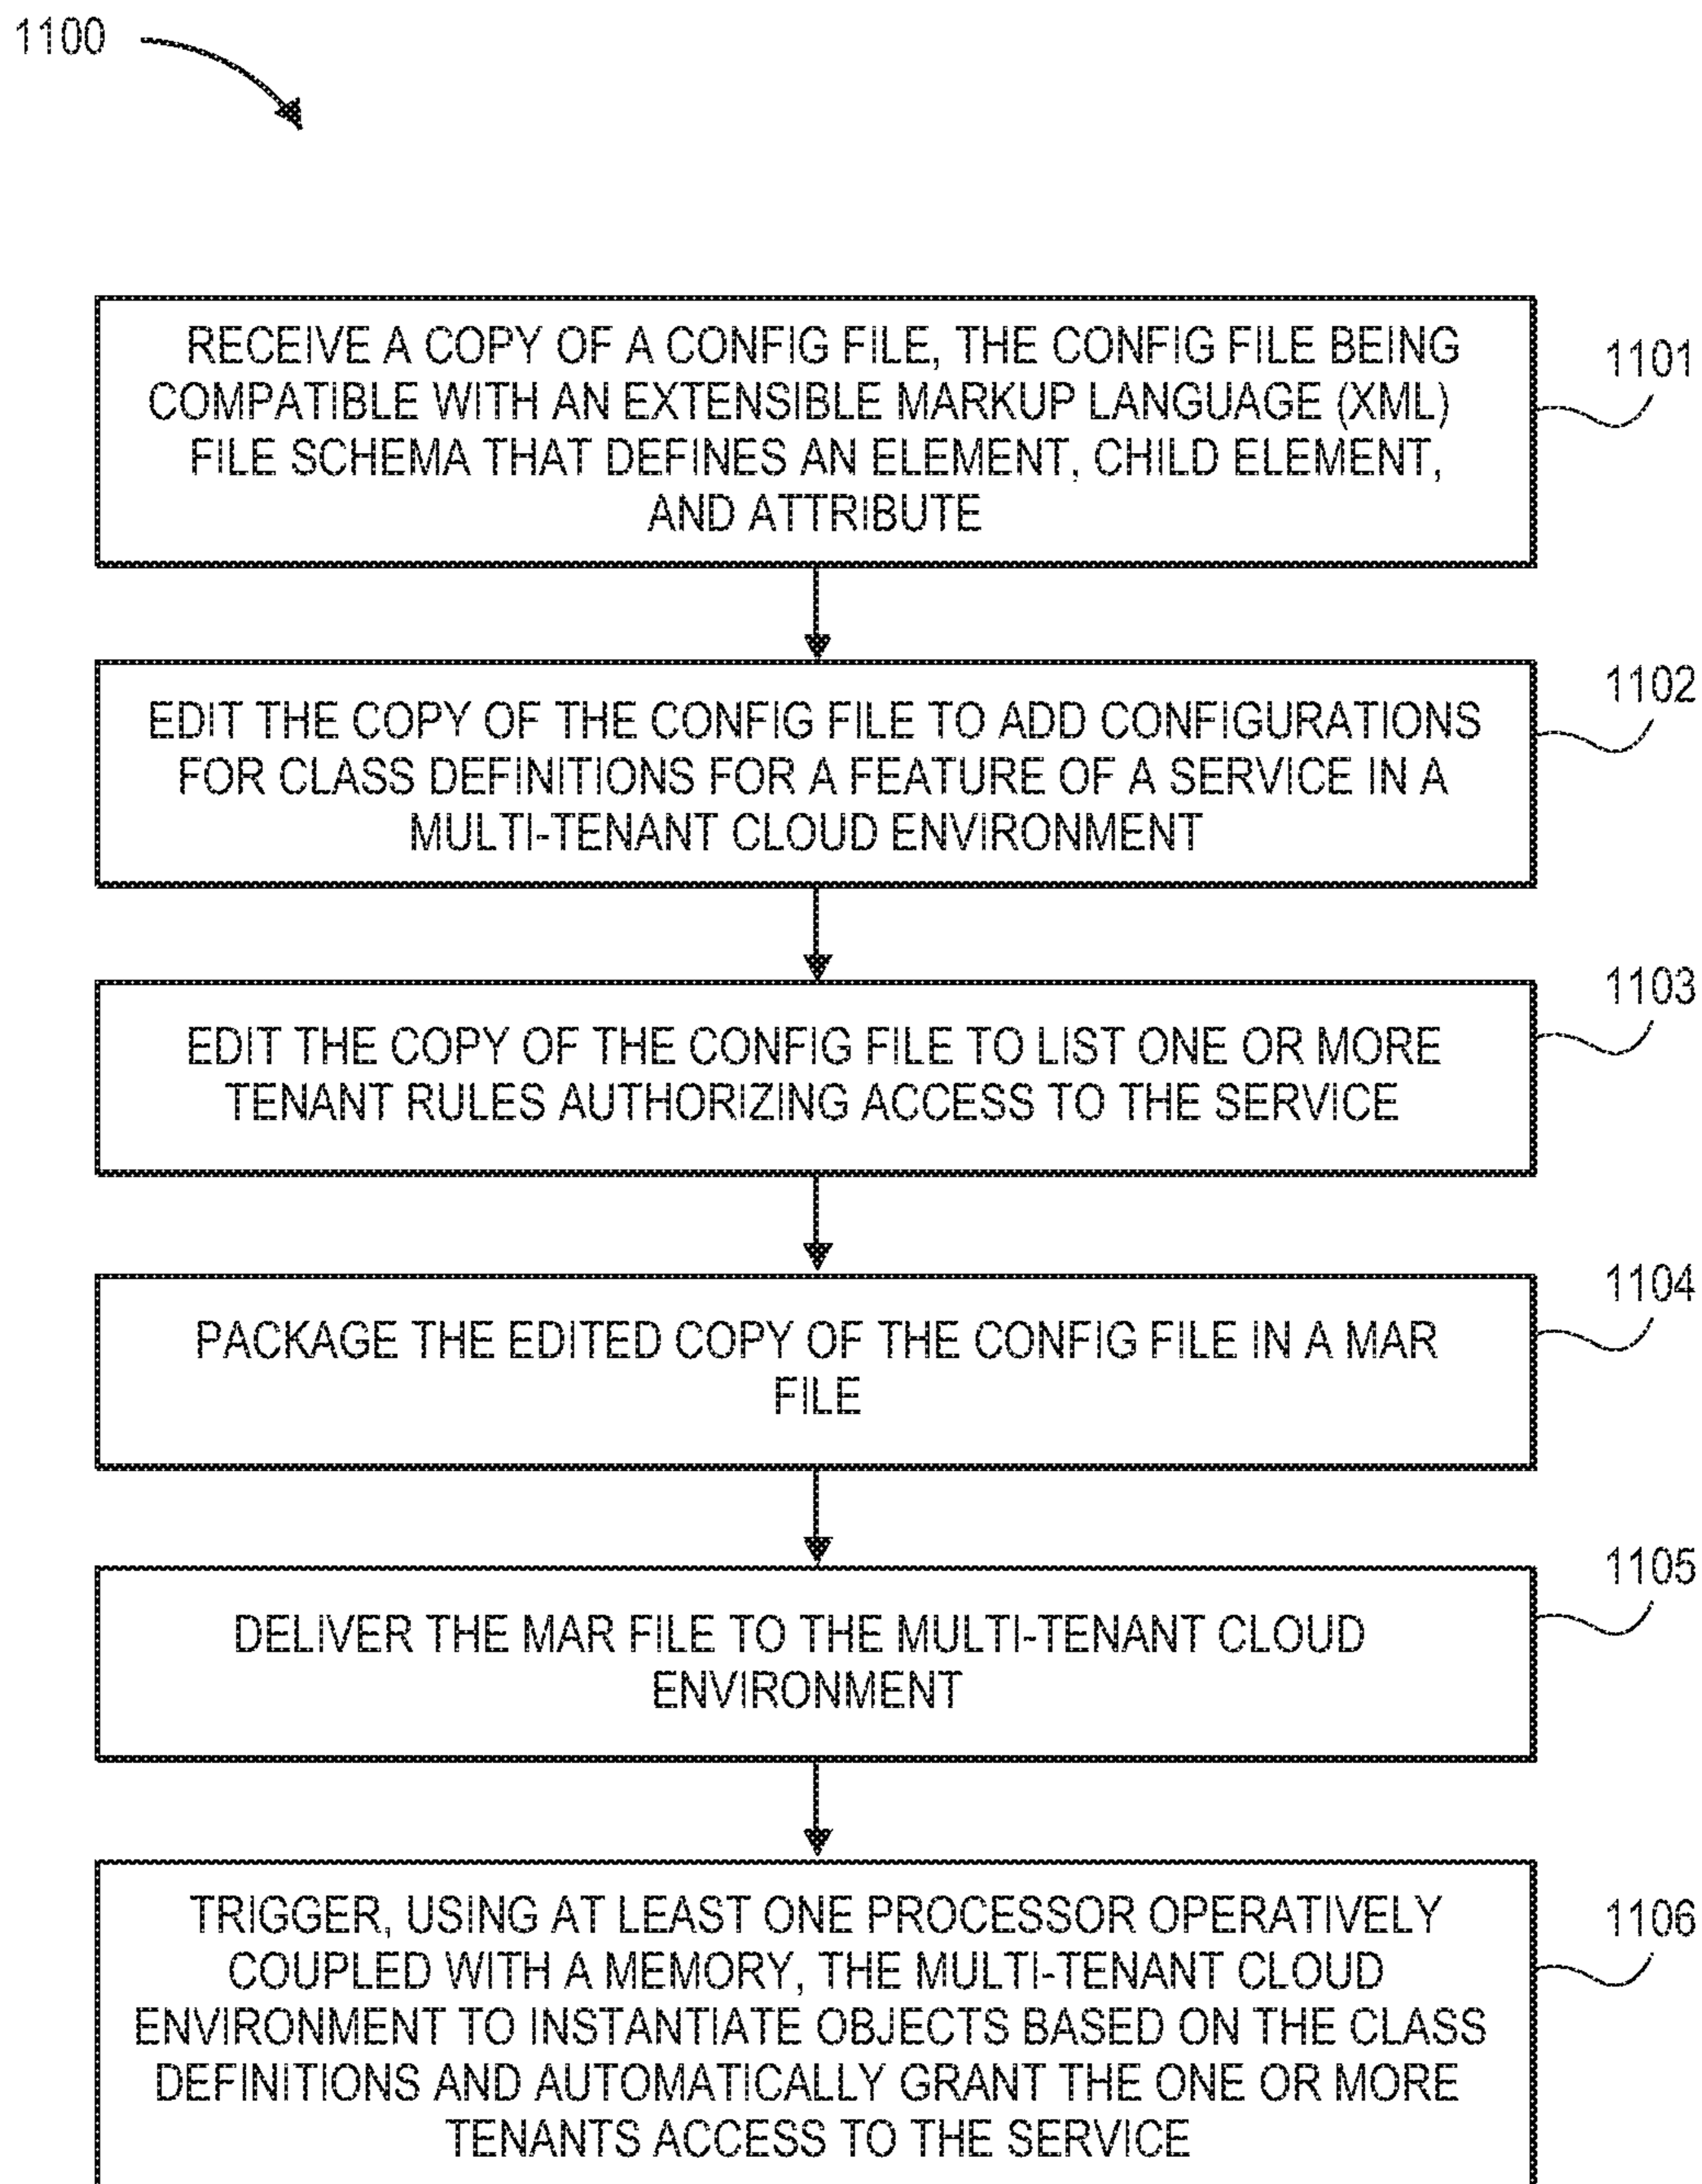 1100
RECEIVE A COPY OF A CONFIG FILE, THE CONFIG FILE BEING
COMPATIBLE WITH AN EXTENSIBLE MARKUP LANGUAGE (XML)
FILE SCHEMA THAT DEFINES AN ELEMENT, CHILD ELEMENT,
AND ATTRIBUTE
1101
EDIT THE COPY OF THE CONFIG FILE TO ADD CONFIGURATIONS
FOR CLASS DEFINITIONS FOR A FEATURE OF A SERVICE IN A
MULTI-TENANT CLOUD ENVIRONMENT
1102
EDIT THE COPY OF THE CONFIG FILE TO LIST ONE OR MORE
TENANT RULES AUTHORIZING ACCESS TO THE SERVICE
1103
PACKAGE THE EDITED COPY OF THE CONFIG FILE IN A MAR
FILE
1104
DELIVER THE MAR FILE TO THE MULTI-TENANT CLOUD
ENVIRONMENT
1105
TRIGGER, USING AT LEAST ONE PROCESSOR OPERATIVELY
COUPLED WITH A MEMORY, THE MULTI-TENANT CLOUD
ENVIRONMENT TO INSTANTIATE OBJECTS BASED ON THE CLASS
DEFINITIONS AND AUTOMATICALLY GRANT THE ONE OR MORE
TENANTS ACCESS TO THE SERVICE
1106